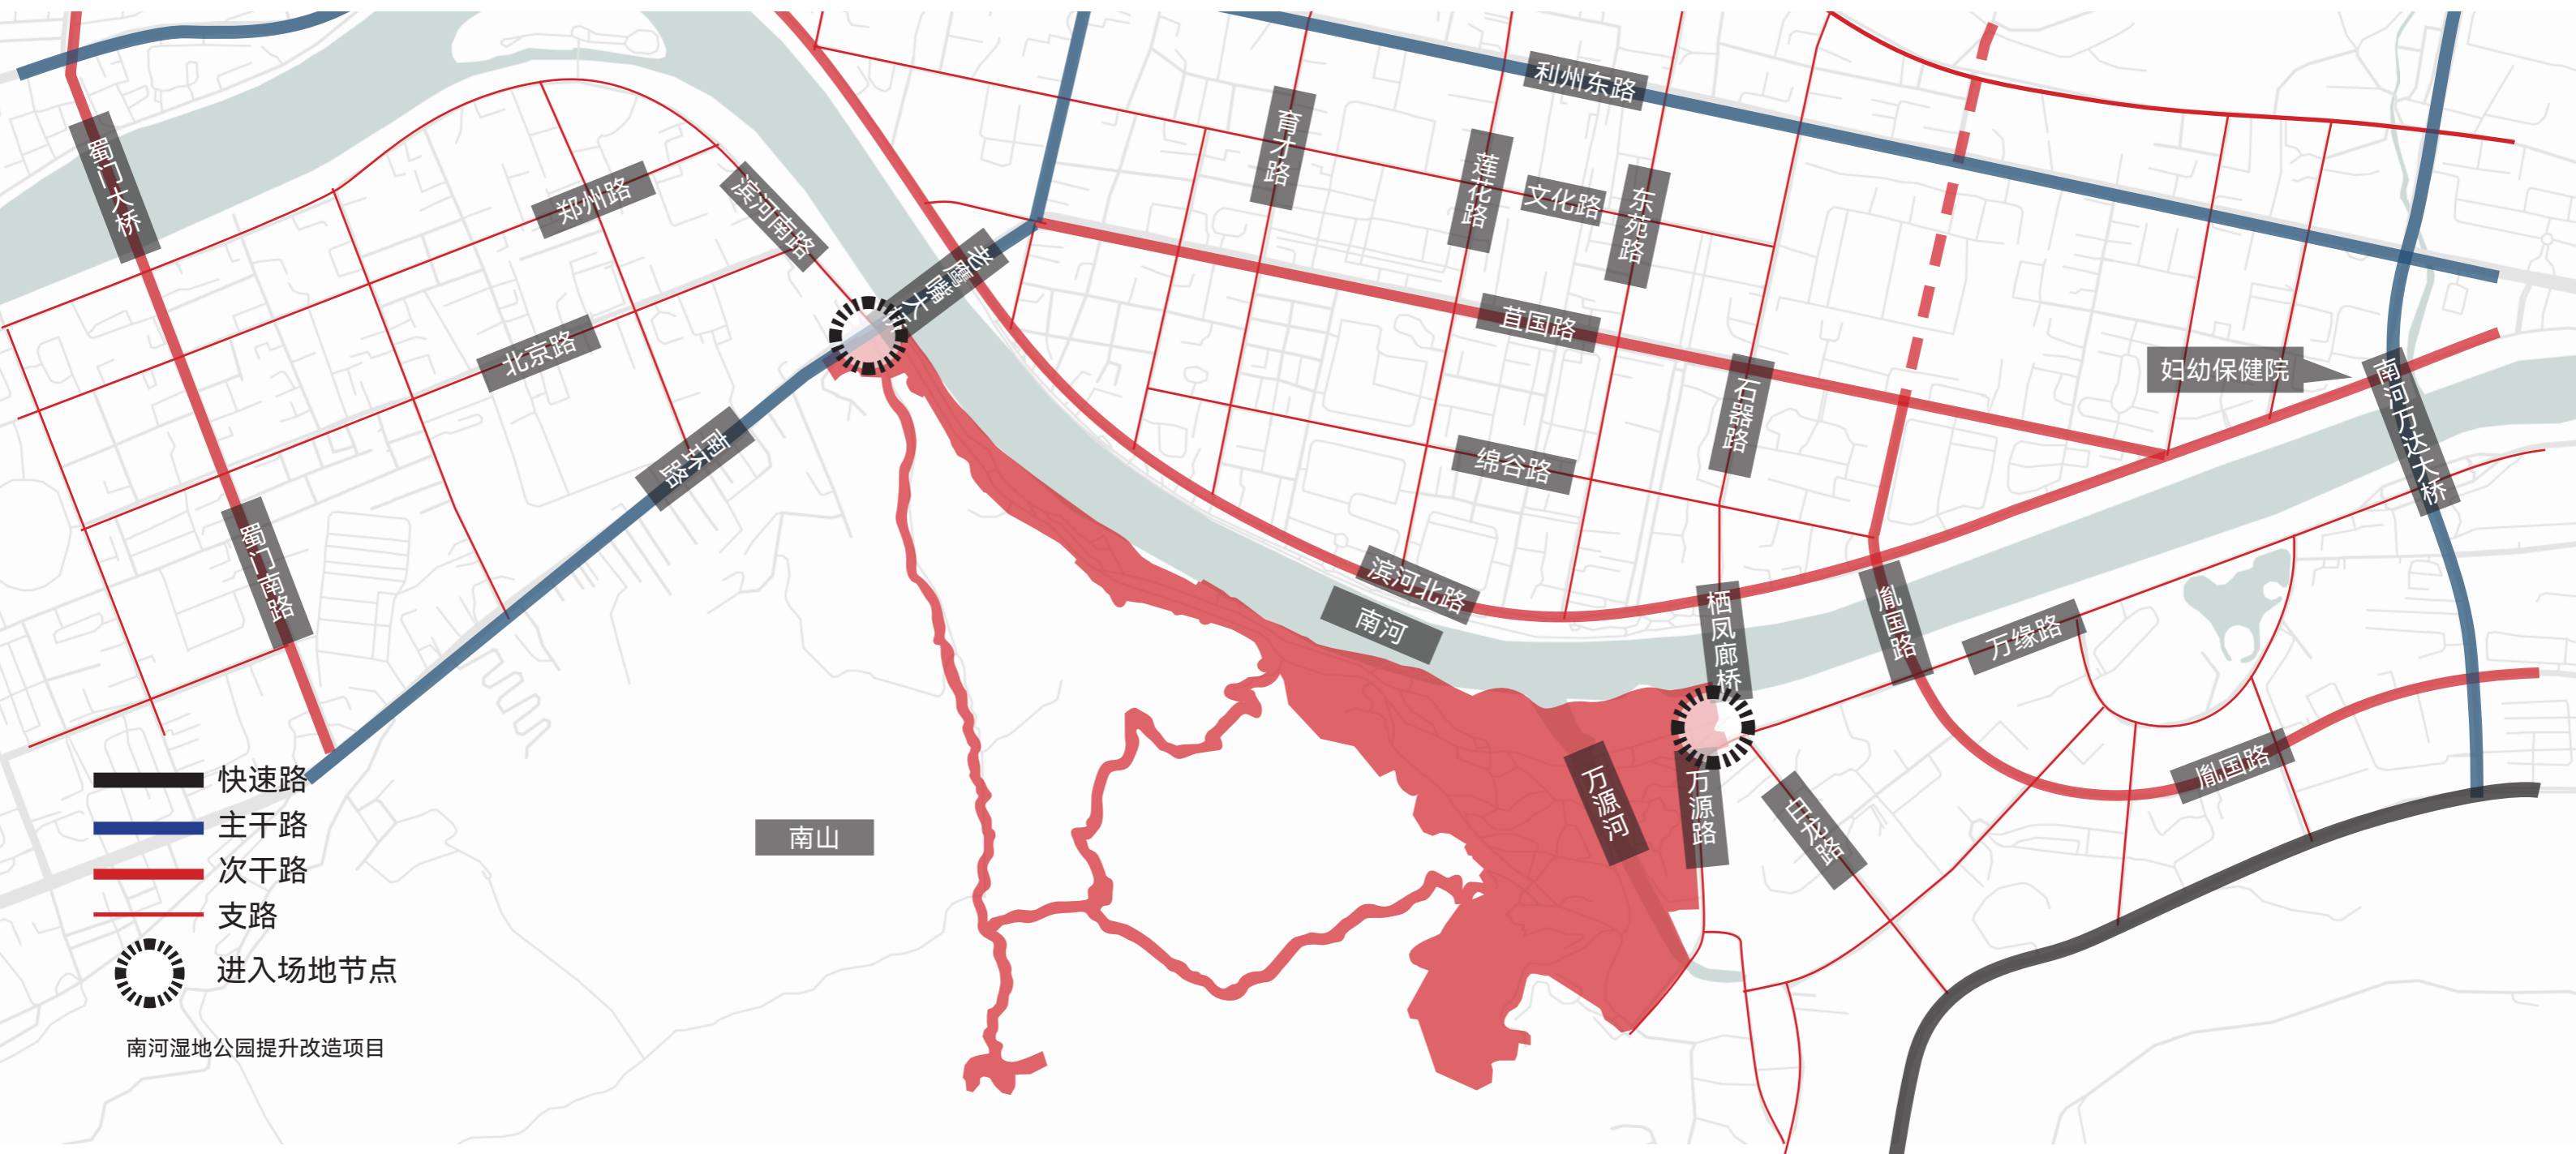 利州东路
育才路
蜀门大桥
莲花路
文化路
东苑路
郑州路
滨河南路
老鹰嘴大桥
苴国路
北京路
妇幼保健院
南河万达大桥
石器路
南环路
绵谷路
蜀门南路
滨河北路
南河
栖凤廊桥
胤国路
万缘路
胤国路
万源河
万源路
白龙路
南山
快速路
主干路
次干路
支路
进入场地节点
南河湿地公园提升改造项目